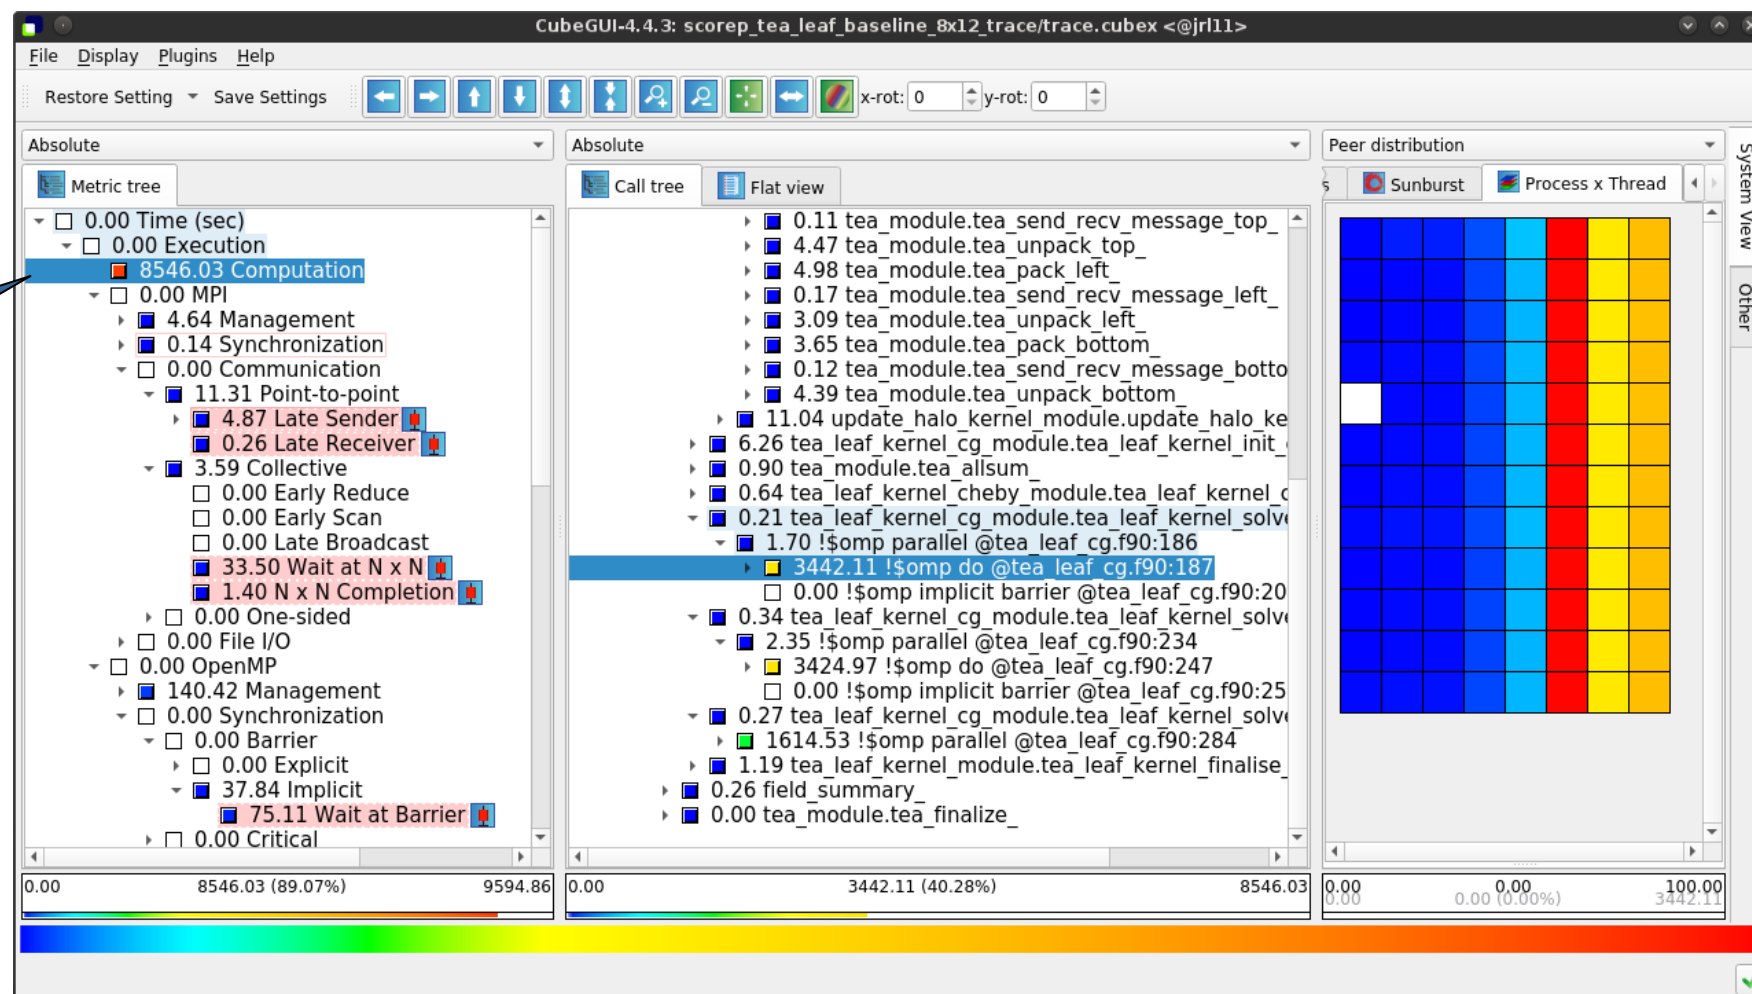 CubeGUI-4.4.3: scorep_tea_leaf_baseline_8x12_trace/trace.cubex <@jrl11>
File Display Plugins Help
Restore Setting Save Settings x-rot: 0 y-rot: 0
Absolute
Metric tree
0.00 Time (sec)
0.00 Execution
8546.03 Computation
0.00 MPI
4.64 Management
0.14 Synchronization
0.00 Communication
11.31 Point-to-point
4.87 Late Sender
0.26 Late Receiver
3.59 Collective
0.00 Early Reduce
0.00 Early Scan
0.00 Late Broadcast
33.50 Wait at N x N
1.40 N x N Completion
0.00 One-sided
0.00 File I/O
0.00 OpenMP
140.42 Management
0.00 Synchronization
0.00 Barrier
0.00 Explicit
37.84 Implicit
75.11 Wait at Barrier
0.00 Critical
0.00 8546.03 (89.07%) 9594.86
Absolute
Call tree Flat view
0.11 tea_module.tea_send_recv_message_top_
4.47 tea_module.tea_unpack_top_
4.98 tea_module.tea_pack_left_
0.17 tea_module.tea_send_recv_message_left_
3.09 tea_module.tea_unpack_left_
3.65 tea_module.tea_pack_bottom_
0.12 tea_module.tea_send_recv_message_botto
4.39 tea_module.tea_unpack_bottom_
11.04 update_halo_kernel_module.update_halo_ke
6.26 tea_leaf_kernel_cg_module.tea_leaf_kernel_init_
0.90 tea_module.tea_allsum_
0.64 tea_leaf_kernel_cheby_module.tea_leaf_kernel_c
0.21 tea_leaf_kernel_cg_module.tea_leaf_kernel_solve
1.70 !$omp parallel @tea_leaf_cg.f90:186
3442.11 !$omp do @tea_leaf_cg.f90:187
0.00 !$omp implicit barrier @tea_leaf_cg.f90:20
0.34 tea_leaf_kernel_cg_module.tea_leaf_kernel_solve
2.35 !$omp parallel @tea_leaf_cg.f90:234
3424.97 !$omp do @tea_leaf_cg.f90:247
0.00 !$omp implicit barrier @tea_leaf_cg.f90:25
0.27 tea_leaf_kernel_cg_module.tea_leaf_kernel_solve
1614.53 !$omp parallel @tea_leaf_cg.f90:284
1.19 tea_leaf_kernel_module.tea_leaf_kernel_finalise_
0.26 field_summary_
0.00 tea_module.tea_finalize_
0.00 3442.11 (40.28%) 8546.03
Peer distribution
s Sunburst Process x Thread
0.00 0.00 100.00
0.00 0.00 (0.00%) 3442.11
System View
Other